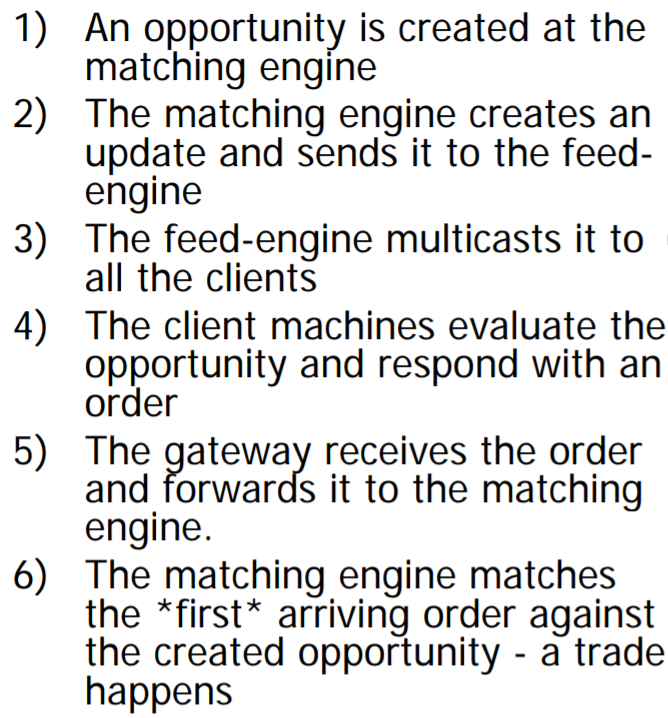 1) An opportunity is created at the
matching engine
2) The matching engine creates an
update and sends it to the feed-
engine
3) The feed-engine multicasts it to
all the clients
4) The client machines evaluate the
opportunity and respond with an
order
5) The gateway receives the order
and forwards it to the matching
engine.
6) The matching engine matches
the *first* arriving order against
the created opportunity - a trade
happens